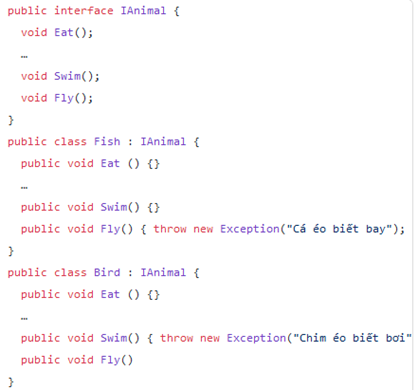 public interface IAnimal {
void Eat();
…
void Swim();
void Fly();
}
public class Fish : IAnimal {
public void Eat () {}
…
public void Swim() {}
public void Fly() { throw new Exception("Cá éo biết bay");
}
public class Bird : IAnimal {
public void Eat () {}
…
public void Swim() { throw new Exception("Chim éo biết bơi"
public void Fly()
}